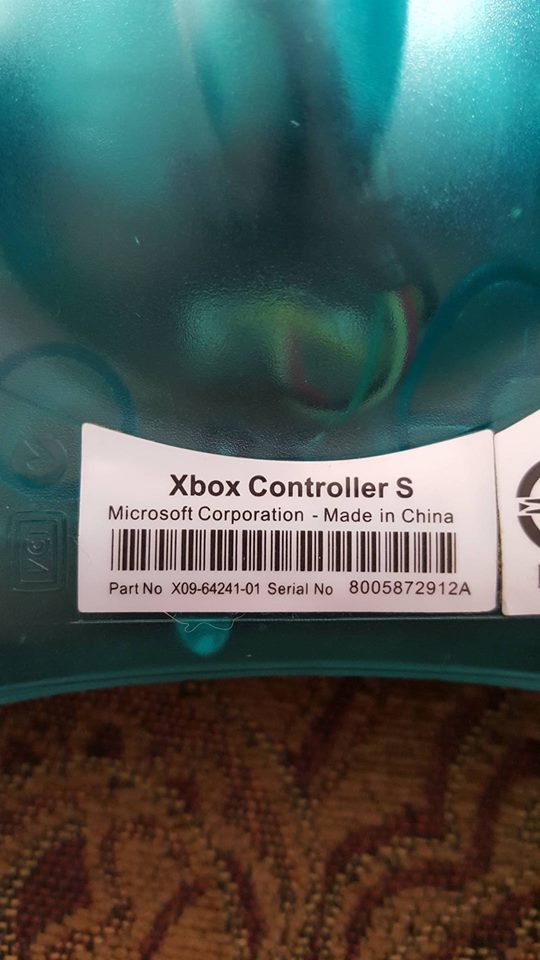 Xbox Controller S
Microsoft Corporation - Made in China
Part No X09-64241-01 Serial No 8005872912A